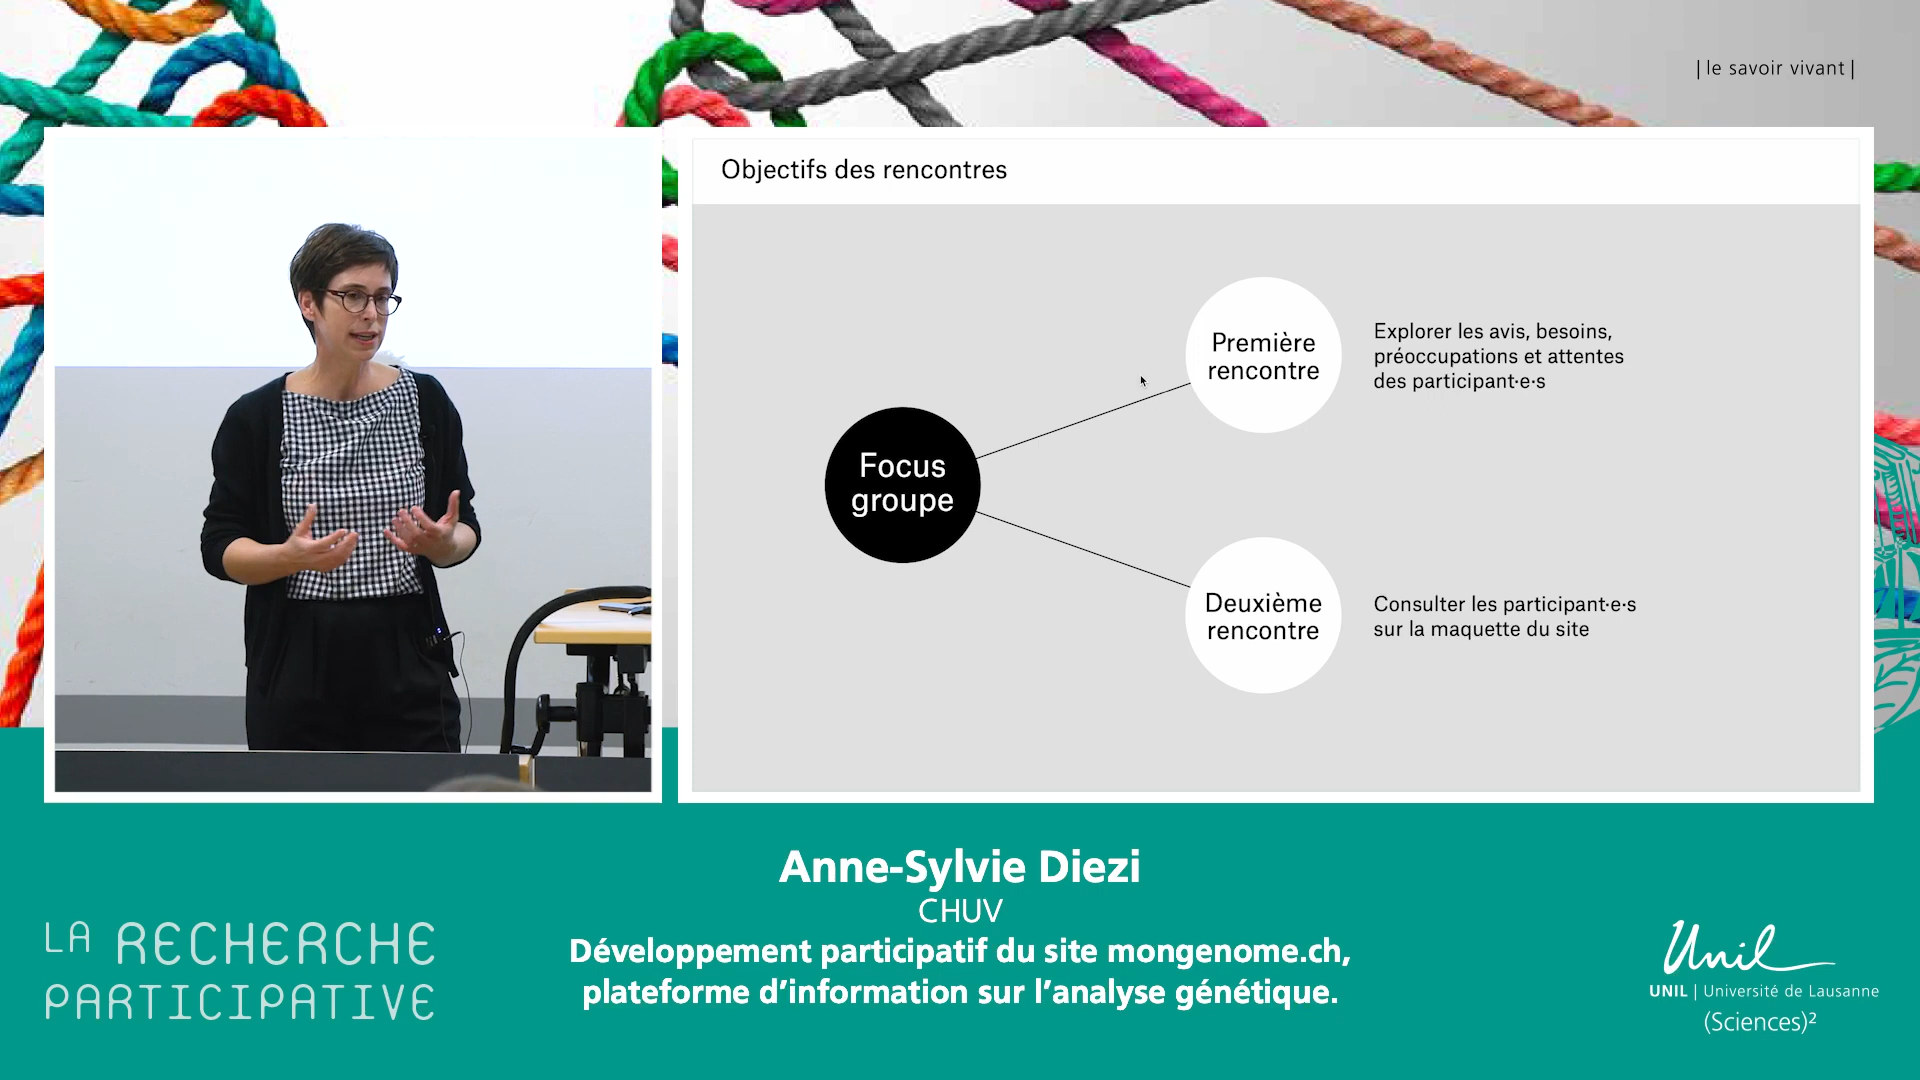 | le savoir vivant |
Objectifs des rencontres
Focus
groupe
Première
rencontre
Explorer les avis, besoins,
préoccupations et attentes
des participant·e·s
Deuxième
rencontre
Consulter les participant·e·s
sur la maquette du site
Anne-Sylvie Diezi
CHUV
Développement participatif du site mongenome.ch,
plateforme d’information sur l’analyse génétique.
LA RECHERCHE
PARTICIPATIVE
Unil
UNIL | Université de Lausanne
(Sciences)²